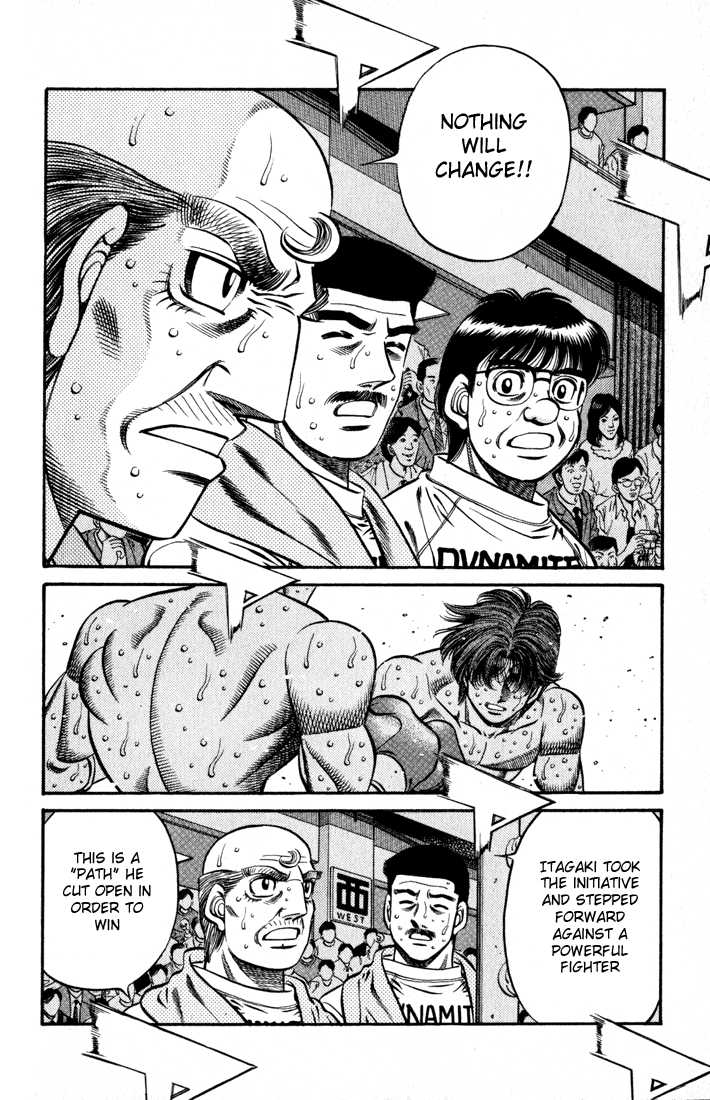 NOTHING
WILL
CHANGE!!
DYNAMITE
ITAGAKI TOOK
THE INITIATIVE
AND STEPPED
FORWARD
AGAINST A
POWERFUL
FIGHTER
THIS IS A
"PATH" HE
CUT OPEN IN
ORDER TO
WIN
西
WEST
DYNAMIT